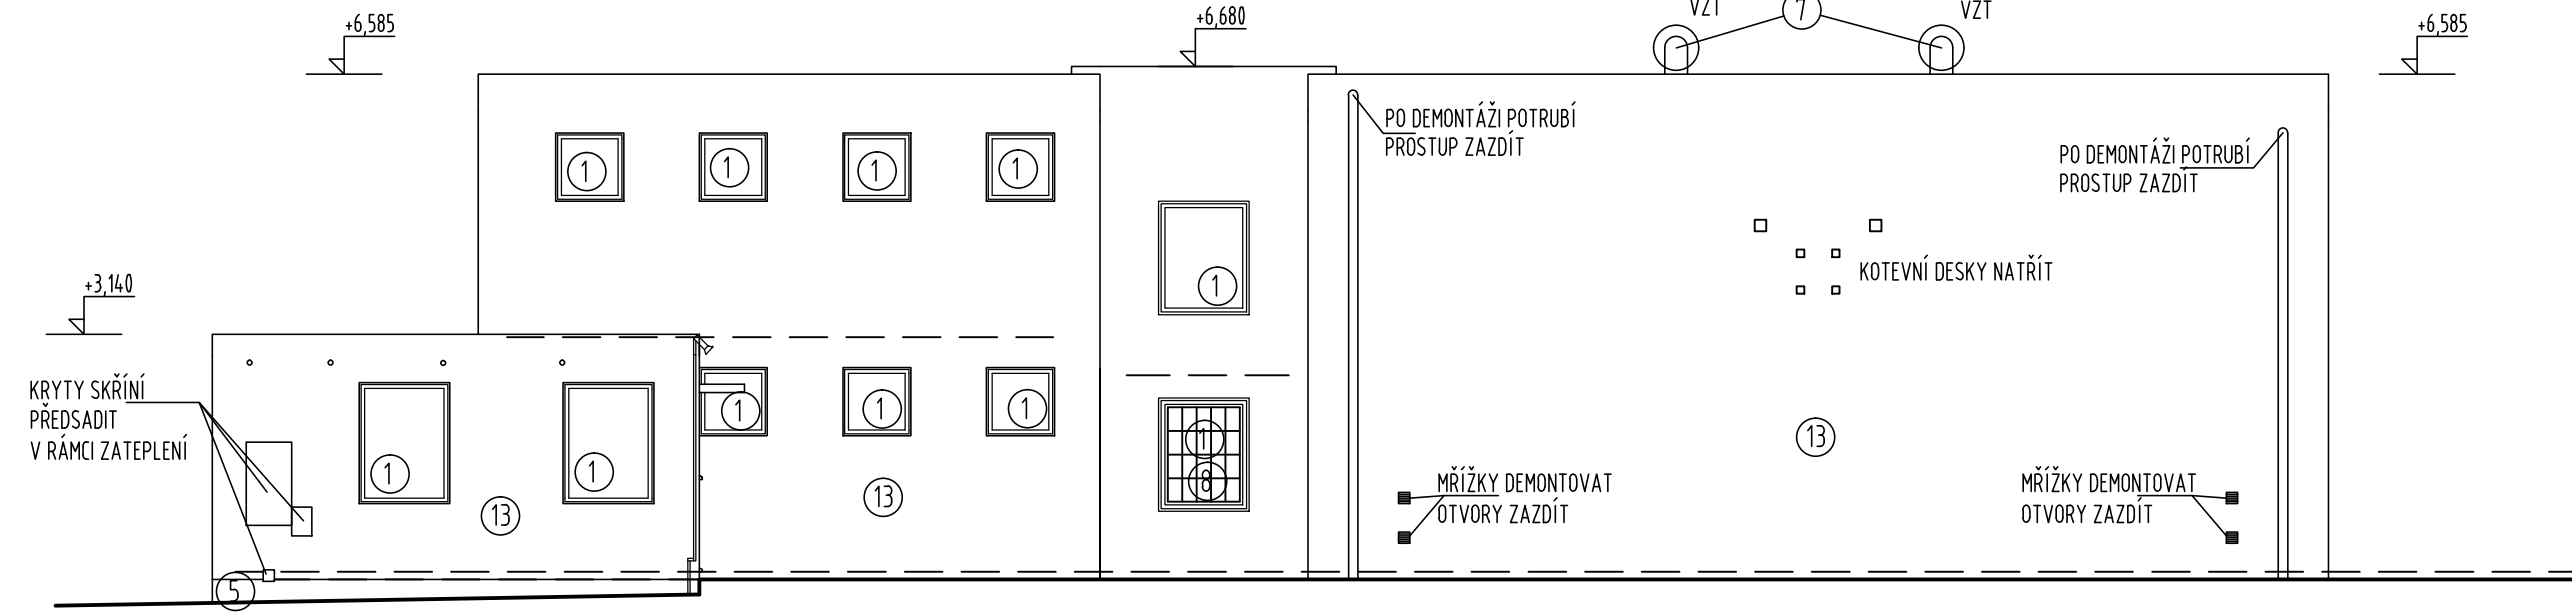 +6,585
+6,680
VZT
7
VZT
+6,585
PO DEMONTÁŽI POTRUBÍ
PROSTUP ZAZDÍT
PO DEMONTÁŽI POTRUBÍ
PROSTUP ZAZDÍT
1
1
1
1
KOTEVNÍ DESKY NATŘÍT
1
+3,140
KRYTY SKŘÍNÍ
PŘEDSADIT
V RÁMCI ZATEPLENÍ
1
1
1
1
1
1
8
13
13
13
MŘÍŽKY DEMONTOVAT
OTVORY ZAZDÍT
MŘÍŽKY DEMONTOVAT
OTVORY ZAZDÍT
5